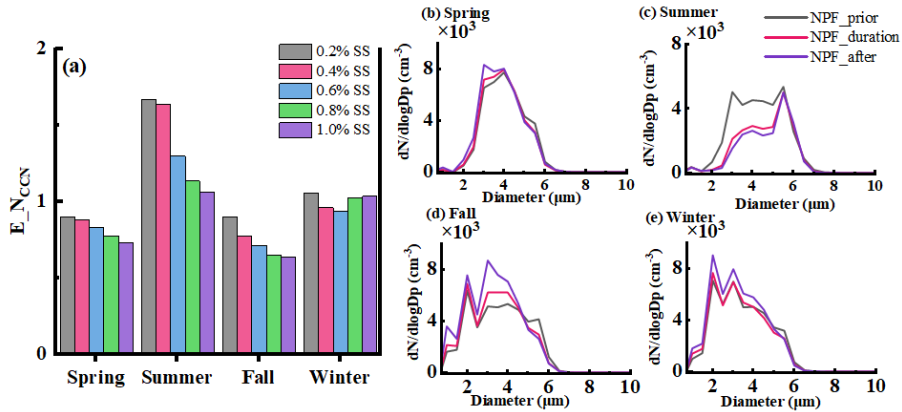 (a)
0.2% SS
0.4% SS
0.6% SS
0.8% SS
1.0% SS
2
1
0
E_N_CCN
Spring Summer Fall Winter
(b) Spring
×10³
8
4
0
dN/dlogDp (cm⁻³)
2 4 6 8 10
Diameter (μm)
(c) Summer
×10³
NPF_prior
NPF_duration
NPF_after
8
4
0
dN/dlogDp (cm⁻³)
2 4 6 8 10
Diameter (μm)
(d) Fall
×10³
8
4
0
dN/dlogDp (cm⁻³)
2 4 6 8 10
Diameter (μm)
(e) Winter
×10³
8
4
0
dN/dlogDp (cm⁻³)
2 4 6 8 10
Diameter (μm)